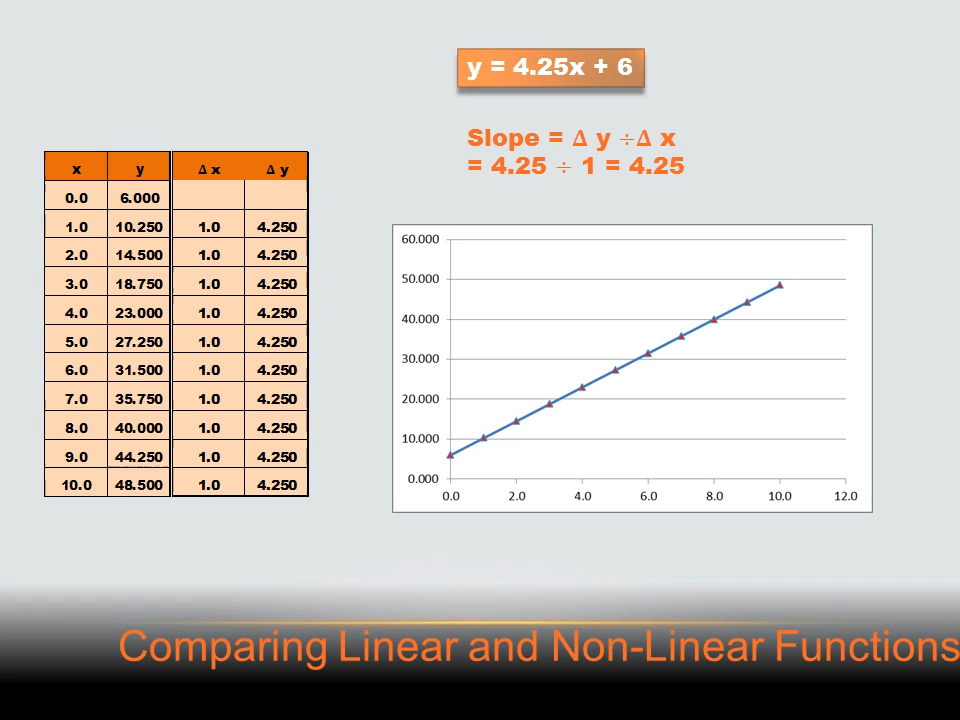 y = 4.25x + 6
Slope = Δ y ÷Δ x
= 4.25 ÷ 1 = 4.25
x y Δ x Δ y
0.0 6.000
1.0 10.250 1.0 4.250
2.0 14.500 1.0 4.250
3.0 18.750 1.0 4.250
4.0 23.000 1.0 4.250
5.0 27.250 1.0 4.250
6.0 31.500 1.0 4.250
7.0 35.750 1.0 4.250
8.0 40.000 1.0 4.250
9.0 44.250 1.0 4.250
10.0 48.500 1.0 4.250
60.000
50.000
40.000
30.000
20.000
10.000
0.000
0.0 2.0 4.0 6.0 8.0 10.0 12.0
Comparing Linear and Non-Linear Functions